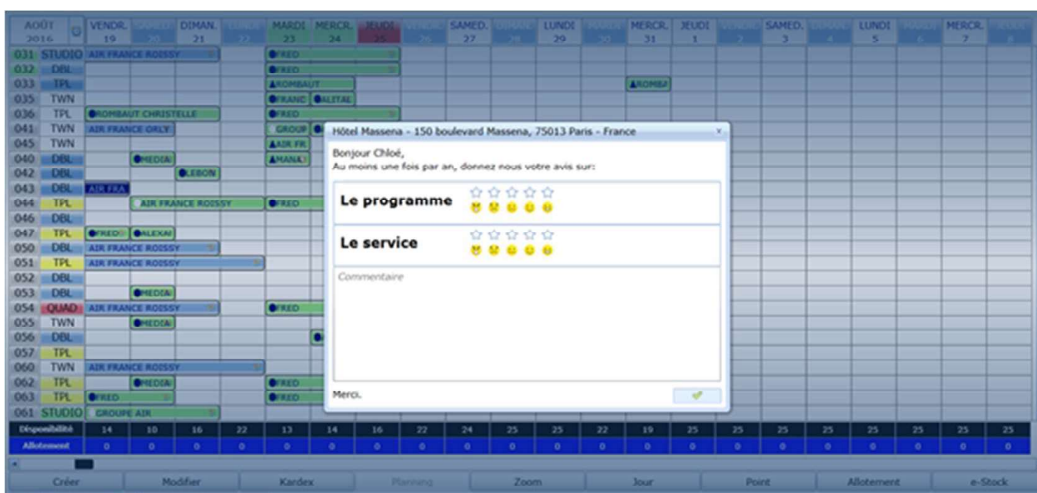 AOÛT 2016 VENDR. 19 20 DIMAN. 21 22 MARDI 23 MERCR. 24 JEUDI 25 26 SAMED. 27 28 LUNDI 29 30 MERCR. 31 JEUDI 1 2 SAMED. 3 4 LUNDI 5 6 MERCR. 7 8
031 STUDIO AIR FRANCE ROISSY FRED
032 DBL FRED
033 TPL ROMBAUT
035 TWN
036 TPL ROMBAUT CHRISTELLE FRED
041 TWN AIR FRANCE ORLY GROUP
045 TWN AIR FR
040 DBL MEDIA
042 DBL LEBON
043 DBL AIR FRA
044 TPL AIR FRANCE ROISSY FRED
046 DBL
047 TPL FRED ALEXAI
050 DBL AIR FRANCE ROISSY
051 TPL AIR FRANCE ROISSY
052 DBL
053 DBL MEDIA
054 QUAD AIR FRANCE ROISSY FRED
055 TWN MEDIA
056 DBL
057 TPL
060 TWN AIR FRANCE ROISSY
062 TPL MEDIA FRED
063 TPL FRED FRED
061 STUDIO GROUPE AIR
Hôtel Massena - 150 boulevard Massena, 75013 Paris - France x
Bonjour Chloé,
Au moins une fois par an, donnez nous votre avis sur:
Le programme
Le service
Commentaire
Merci.
Disponibilité 14 10 16 22 13 14 16 22 24 25 25 22 19 25 25 25 25 25 25 25 25
Allotement 0 0 0 0 0 0 0 0 0 0 0 0 0 0 0 0 0 0 0 0 0
Créer Modifier Kardex Planning Zoom Jour Point Allotement e-Stock